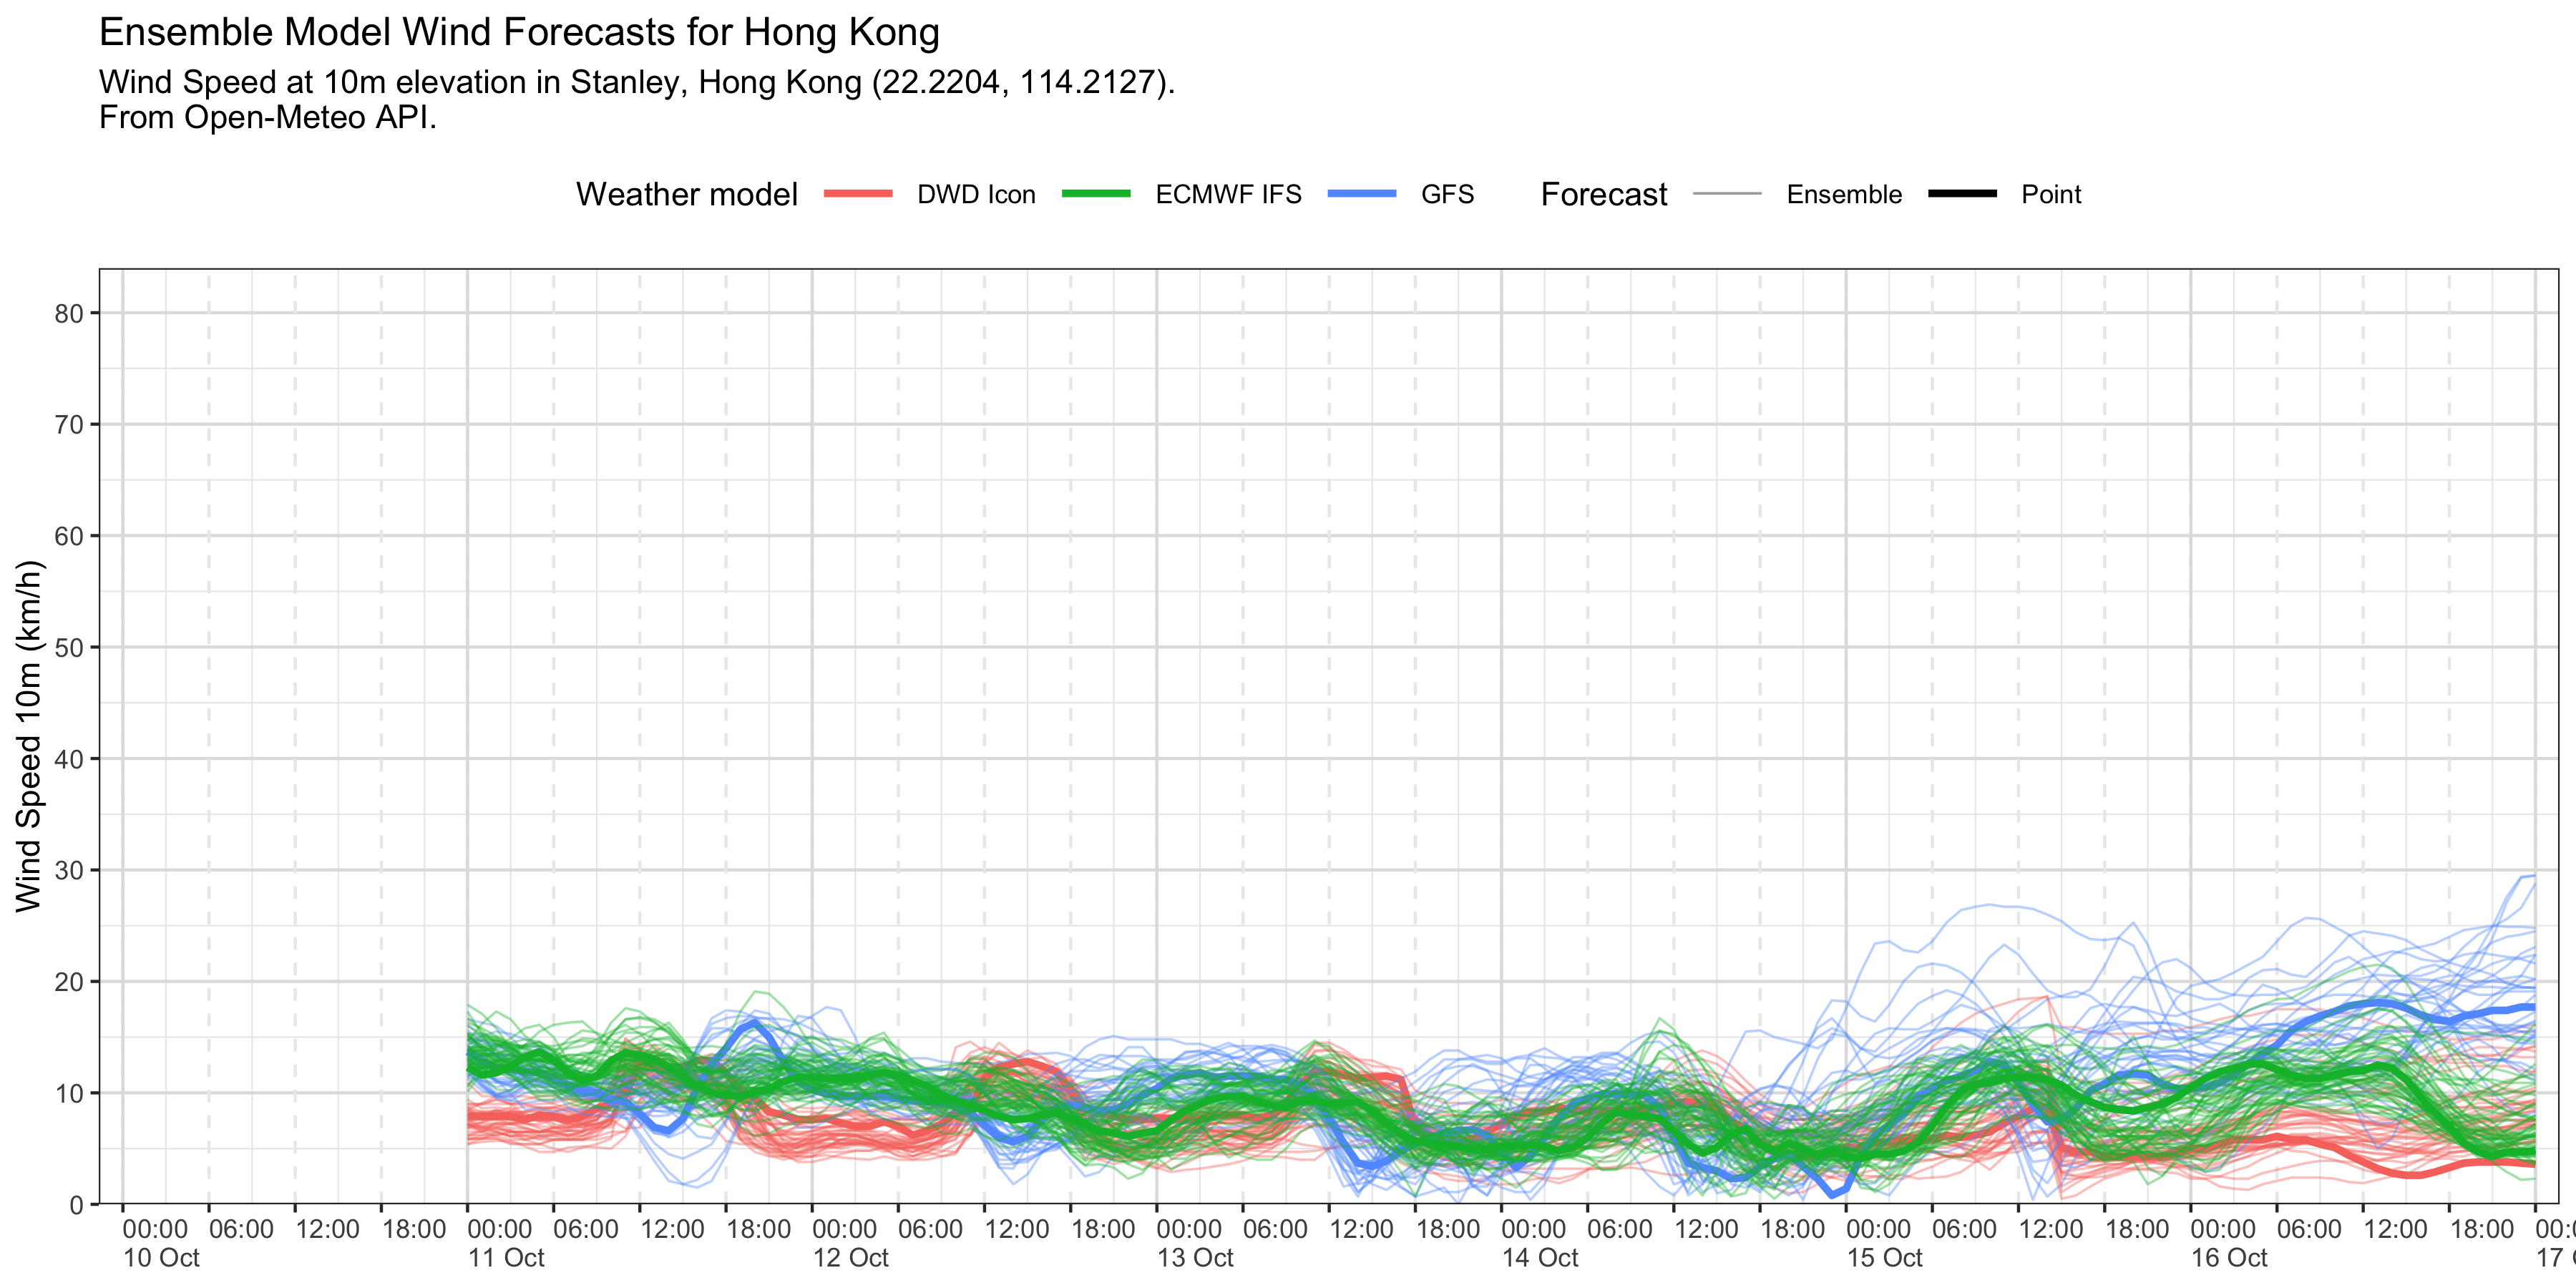 Ensemble Model Wind Forecasts for Hong Kong
Wind Speed at 10m elevation in Stanley, Hong Kong (22.2204, 114.2127).
From Open-Meteo API.
Weather model DWD Icon ECMWF IFS GFS Forecast Ensemble Point
Wind Speed 10m (km/h)
80
70
60
50
40
30
20
10
0
00:00 06:00 12:00 18:00 00:00 06:00 12:00 18:00 00:00 06:00 12:00 18:00 00:00 06:00 12:00 18:00 00:00 06:00 12:00 18:00 00:00 06:00 12:00 18:00 00:00 06:00 12:00 18:00
10 Oct 11 Oct 12 Oct 13 Oct 14 Oct 15 Oct 16 Oct 17